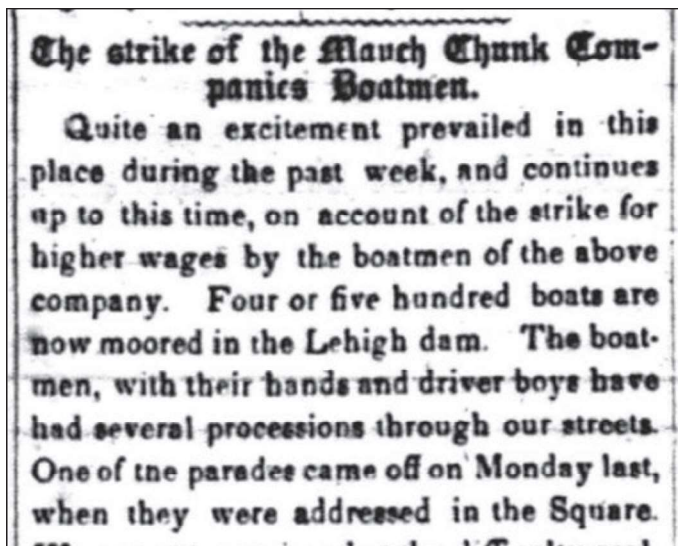 The strike of the Mauch Chunk Com-
panies Boatmen.
Quite an excitement prevailed in this
place during the past week, and continues
up to this time, on account of the strike for
higher wages by the boatmen of the above
company. Four or five hundred boats are
now moored in the Lehigh dam. The boat-
men, with their hands and driver boys have
had several processions through our streets.
One of the parades came off on Monday last,
when they were addressed in the Square.